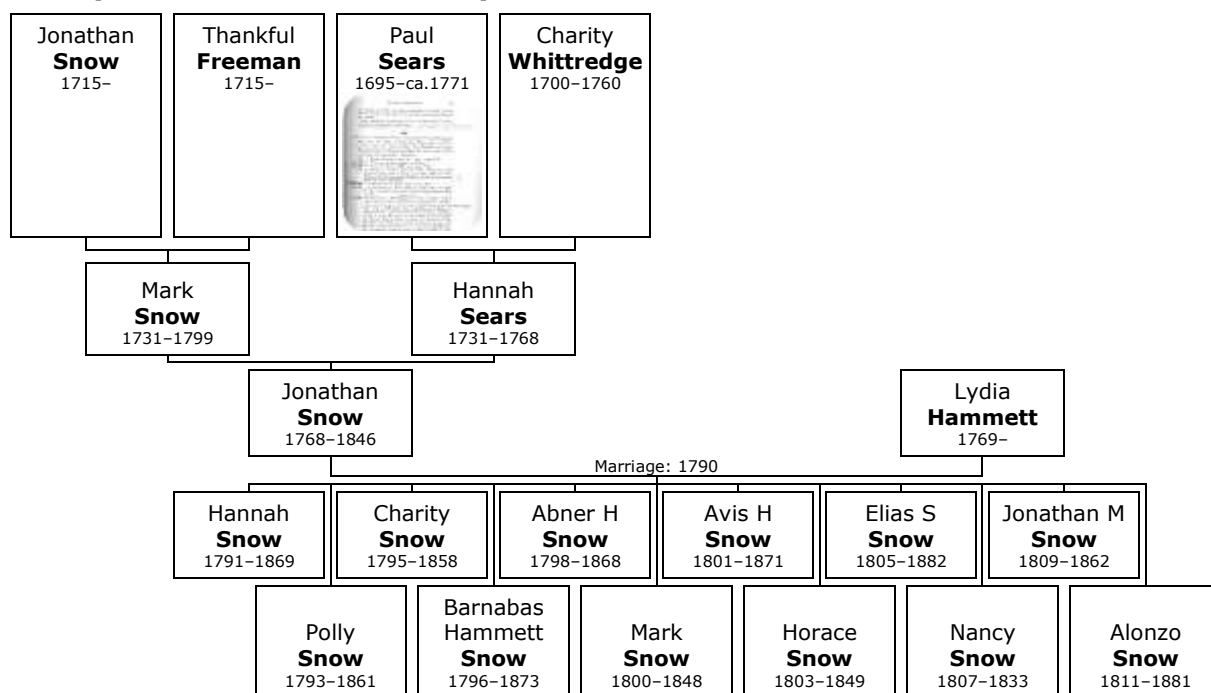 Jonathan
Snow
1715–
Thankful
Freeman
1715–
Paul
Sears
1695–ca.1771
Charity
Whittredge
1700–1760
Mark
Snow
1731–1799
Hannah
Sears
1731–1768
Jonathan
Snow
1768–1846
Lydia
Hammett
1769–
Marriage: 1790
Hannah
Snow
1791–1869
Charity
Snow
1795–1858
Abner H
Snow
1798–1868
Avis H
Snow
1801–1871
Elias S
Snow
1805–1882
Jonathan M
Snow
1809–1862
Polly
Snow
1793–1861
Barnabas
Hammett
Snow
1796–1873
Mark
Snow
1800–1848
Horace
Snow
1803–1849
Nancy
Snow
1807–1833
Alonzo
Snow
1811–1881